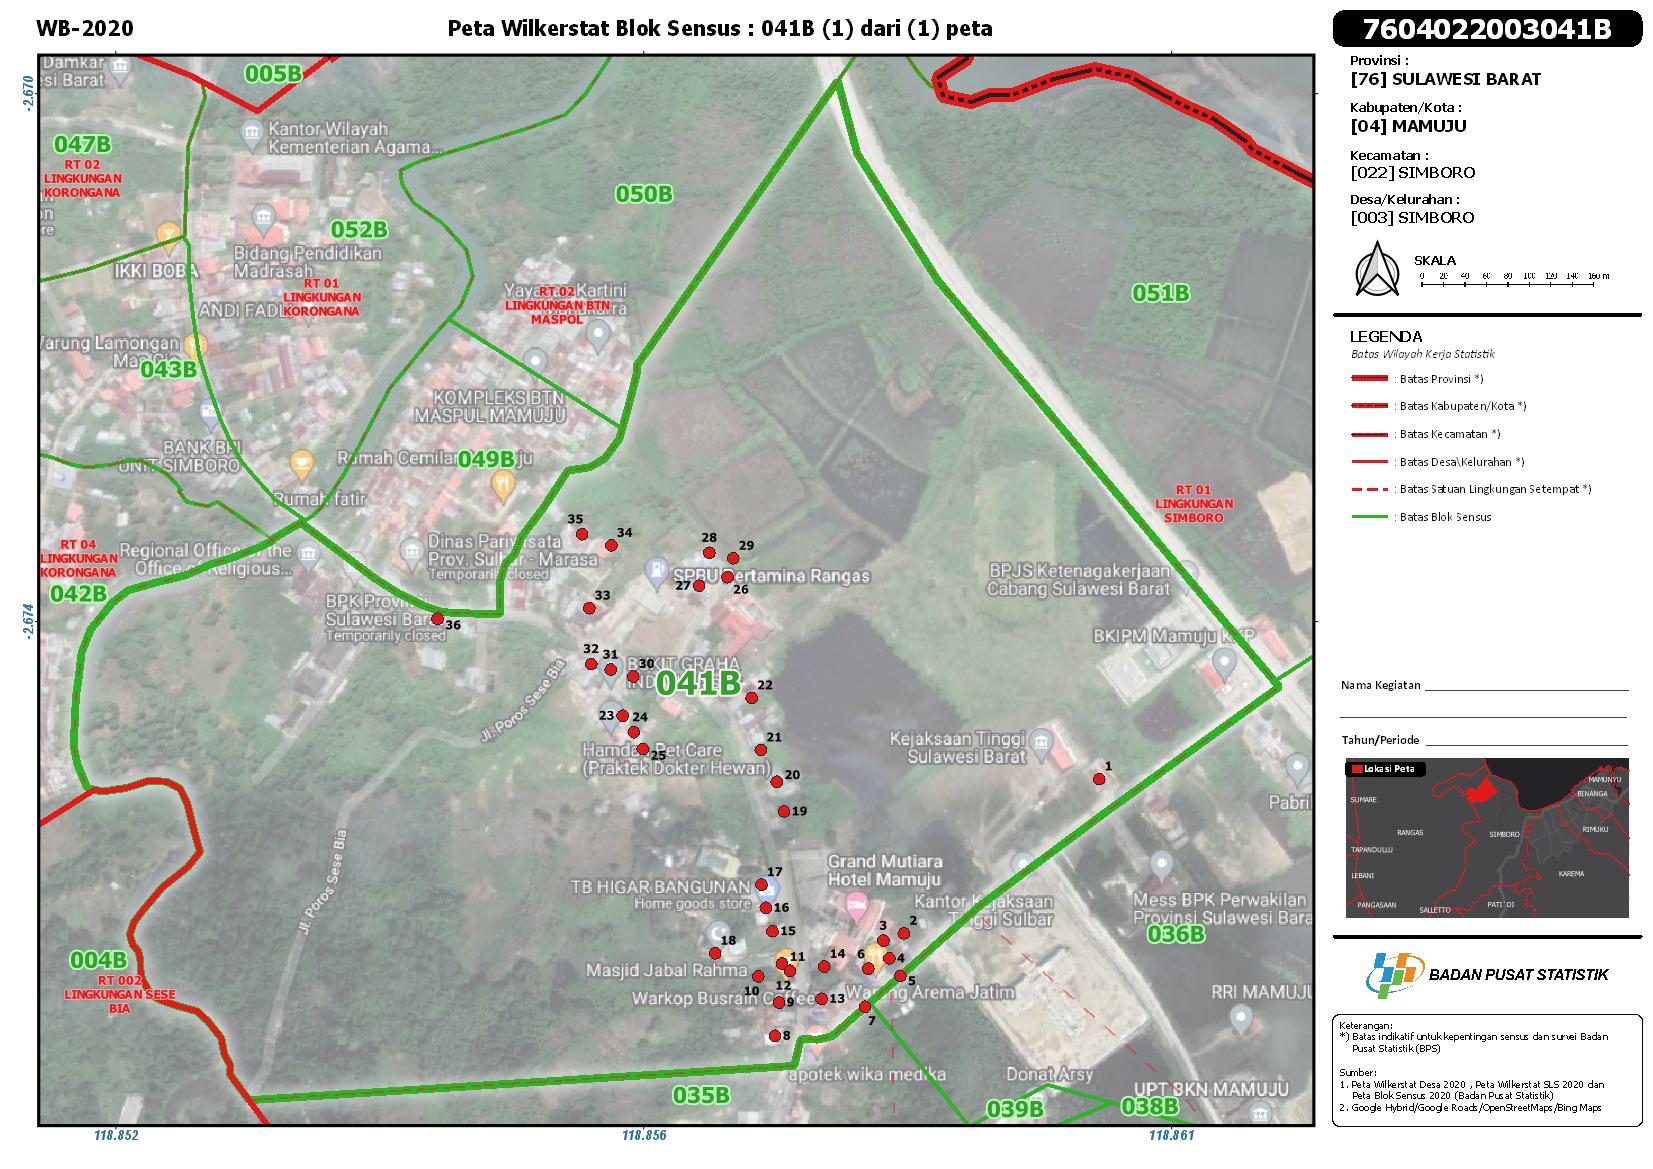 WB-2020
Peta Wilkerstat Blok Sensus : 041B (1) dari (1) peta
7604022003041B
Provinsi :
[76] SULAWESI BARAT
Kabupaten/Kota :
[04] MAMUJU
Kecamatan :
[022] SIMBORO
Desa/Kelurahan :
[003] SIMBORO
SKALA
0 20 40 60 80 100 120 140 160 m
LEGENDA
Batas Wilayah Kerja Statistik
: Batas Provinsi *)
: Batas Kabupaten/Kota *)
: Batas Kecamatan *)
: Batas Desa\Kelurahan *)
: Batas Satuan Lingkungan Setempat *)
: Batas Blok Sensus
Nama Kegiatan
Tahun/Periode
Lokasi Peta
MAMUNYU
BINANGA
SUMARE
RANGAS
SIMBORO
RIMUKU
TAPANDULLU
LEBANI
KAREMA
PANGASAAN
SALLETTO
PATI'DI
BADAN PUSAT STATISTIK
Keterangan:
*) Batas indikatif untuk kepentingan sensus dan survei Badan
Pusat Statistik (BPS)
Sumber:
1. Peta Wilkerstat Desa 2020 , Peta Wilkerstat SLS 2020 dan
Peta Blok Sensus 2020 (Badan Pusat Statistik)
2. Google Hybrid/Google Roads/OpenStreetMaps/Bing Maps
-2.670
-2.674
118.852
118.856
118.861
Damkar
si Barat
005B
047B
RT 02
LINGKUNGAN
KORONGANA
Kantor Wilayah
Kementerian Agama...
052B
Bidang Pendidikan
Madrasah
IKKI BOBA
ANDI FADL
RT 01
LINGKUNGAN
KORONGANA
050B
051B
RT 02
LINGKUNGAN BTN
MASPOL
Warung Lamongan
043B
KOMPLEKS BTN
MASPUL MAMUJU
BANK BRI
UNIT SIMBORO
049B
Rumah fatir
RT 04
LINGKUNGAN
KORONGANA
042B
Regional Office of the
Office of Religious...
Dinas Pariwisata
Prov. Sulbar - Marasa
Temporarily closed
BPK Provinsi
Sulawesi Barat
Temporarily closed
RT 01
LINGKUNGAN
SIMBORO
SPBU Pertamina Rangas
BPJS Ketenagakerjaan
Cabang Sulawesi Barat
BKIPM Mamuju KKP
35
34
28
29
27
26
33
36
32
31
30
BUKIT GRAHA
041B
22
23
24
25
Hamdan Pet Care
(Praktek Dokter Hewan)
Jl. Poros Sese Bia
Jl. Poros Sese Bia
21
20
19
Kejaksaan Tinggi
Sulawesi Barat
1
Pabri
TB HIGAR BANGUNAN
Home goods store
17
16
15
18
Grand Mutiara
Hotel Mamuju
Kantor Kejaksaan
Tinggi Sulbar
Mess BPK Perwakilan
Provinsi Sulawesi Bara
036B
2
3
4
5
6
7
14
11
12
10
9
13
8
Masjid Jabal Rahma
Warkop Busrain Coffee
Warung Arema Jatim
RRI MAMUJU
004B
RT 002
LINGKUNGAN SESE
BIA
apotek wika medika
Donat Arsy
UPT BKN MAMUJU
035B
039B
038B